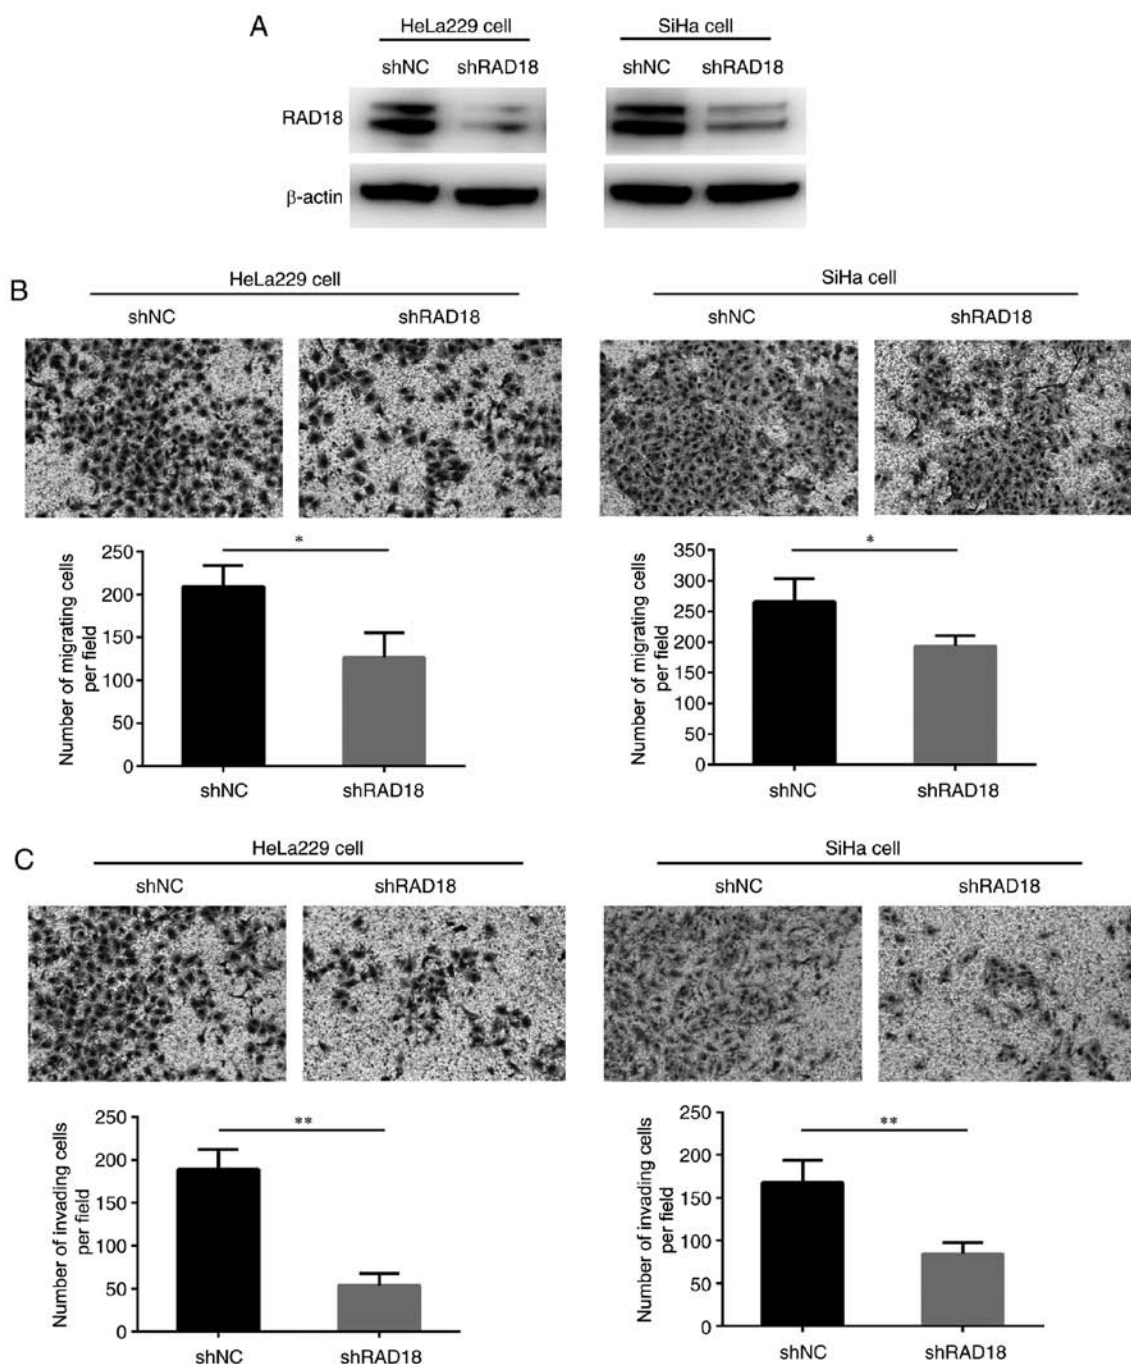 A
HeLa229 cell
SiHa cell
shNC
shRAD18
shNC
shRAD18
RAD18
β-actin
B
HeLa229 cell
SiHa cell
shNC
shRAD18
shNC
shRAD18
Number of migrating cells
per field
250
200
150
100
50
0
*
shNC
shRAD18
Number of migrating cells
per field
350
300
250
200
150
100
50
0
*
shNC
shRAD18
C
HeLa229 cell
SiHa cell
shNC
shRAD18
shNC
shRAD18
Number of invading cells
per field
250
200
150
100
50
0
**
shNC
shRAD18
Number of invading cells
per field
250
200
150
100
50
0
**
shNC
shRAD18